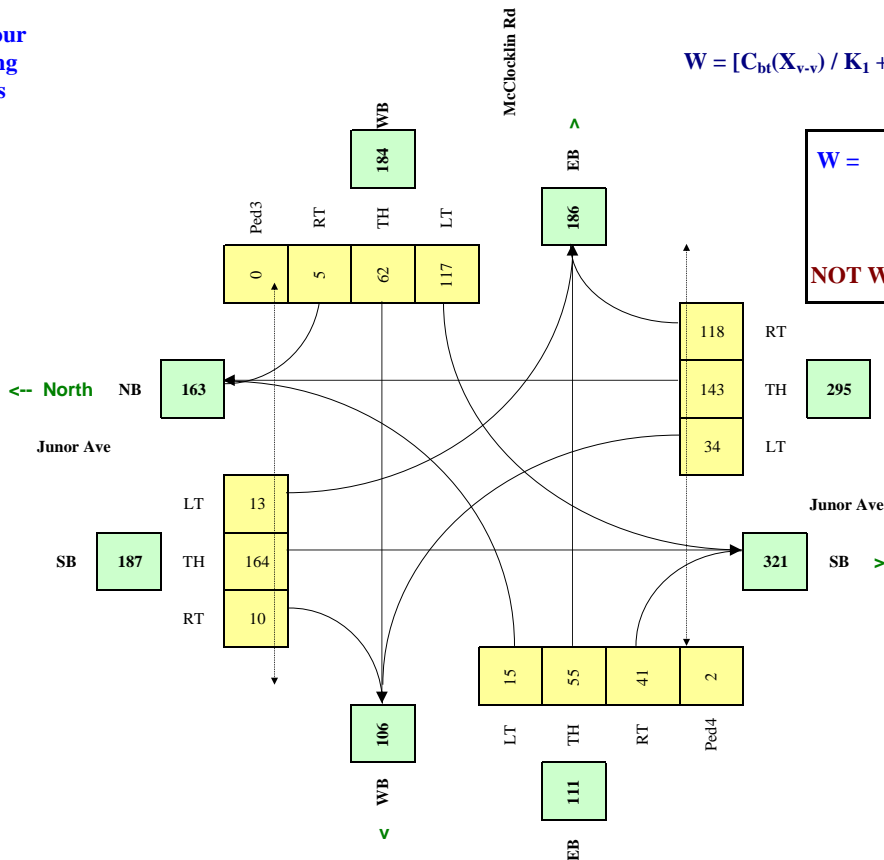 our
ng
s
McClocklin Rd
W = [C_bt(X_v-v) / K_1 +
WB
184
^
EB
186
W =
NOT W
Ped3
RT
TH
LT
0
5
62
117
118
RT
<-- North
NB
163
143
TH
295
34
LT
Junor Ave
LT
13
Junor Ave
SB
187
TH
164
321
SB
>
RT
10
15
55
41
2
106
LT
TH
RT
Ped4
WB
111
v
EB